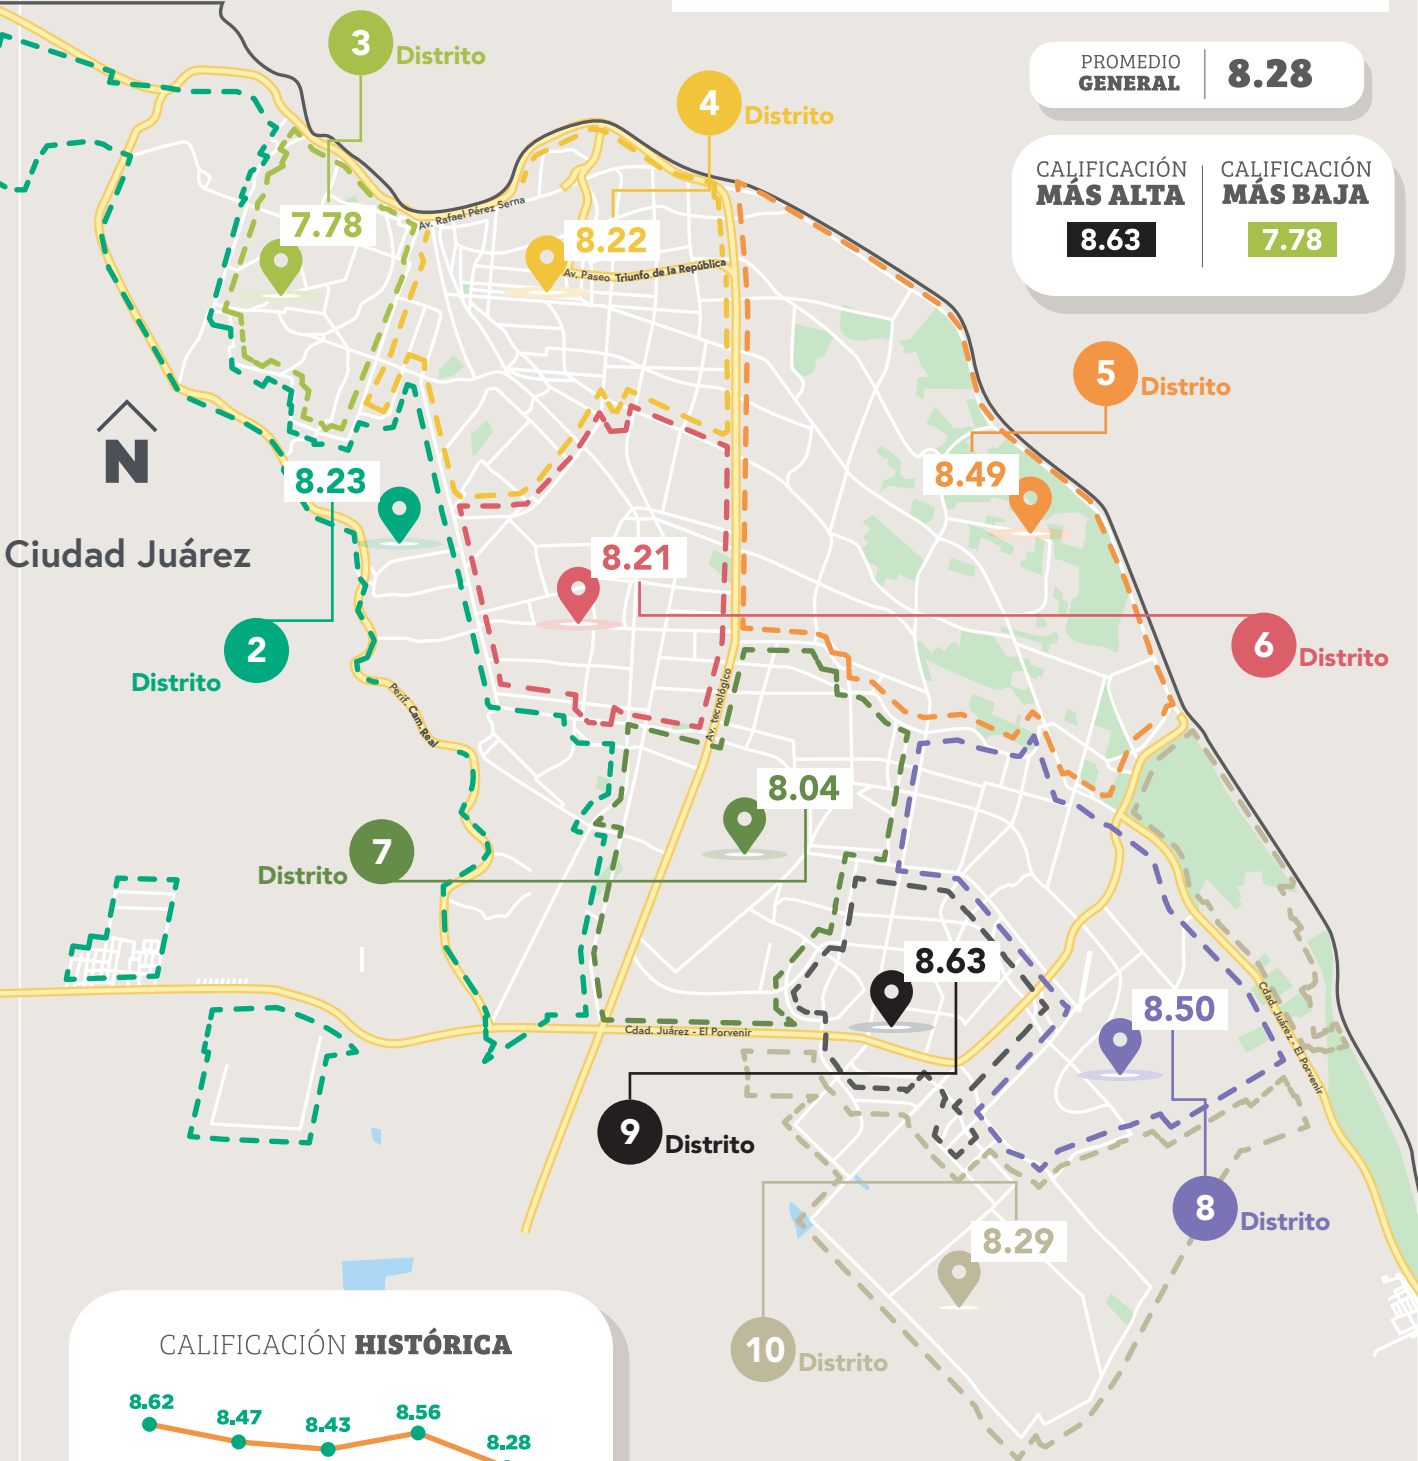 3 Distrito
4 Distrito
PROMEDIO
GENERAL
8.28
CALIFICACIÓN
MÁS ALTA
8.63
CALIFICACIÓN
MÁS BAJA
7.78
7.78
Av. Rafael Pérez Serna
8.22
Av. Paseo Triunfo de la República
5 Distrito
N
8.23
8.49
Ciudad Juárez
8.21
2
Distrito
6 Distrito
Perif. Cam. Real
Av. tecnológico
8.04
7
Distrito
8.63
8.50
Cdad. Juárez - El Porvenir
Cdad. Juárez - El Porvenir
9 Distrito
8 Distrito
8.29
10 Distrito
CALIFICACIÓN HISTÓRICA
8.62
8.47
8.43
8.56
8.28